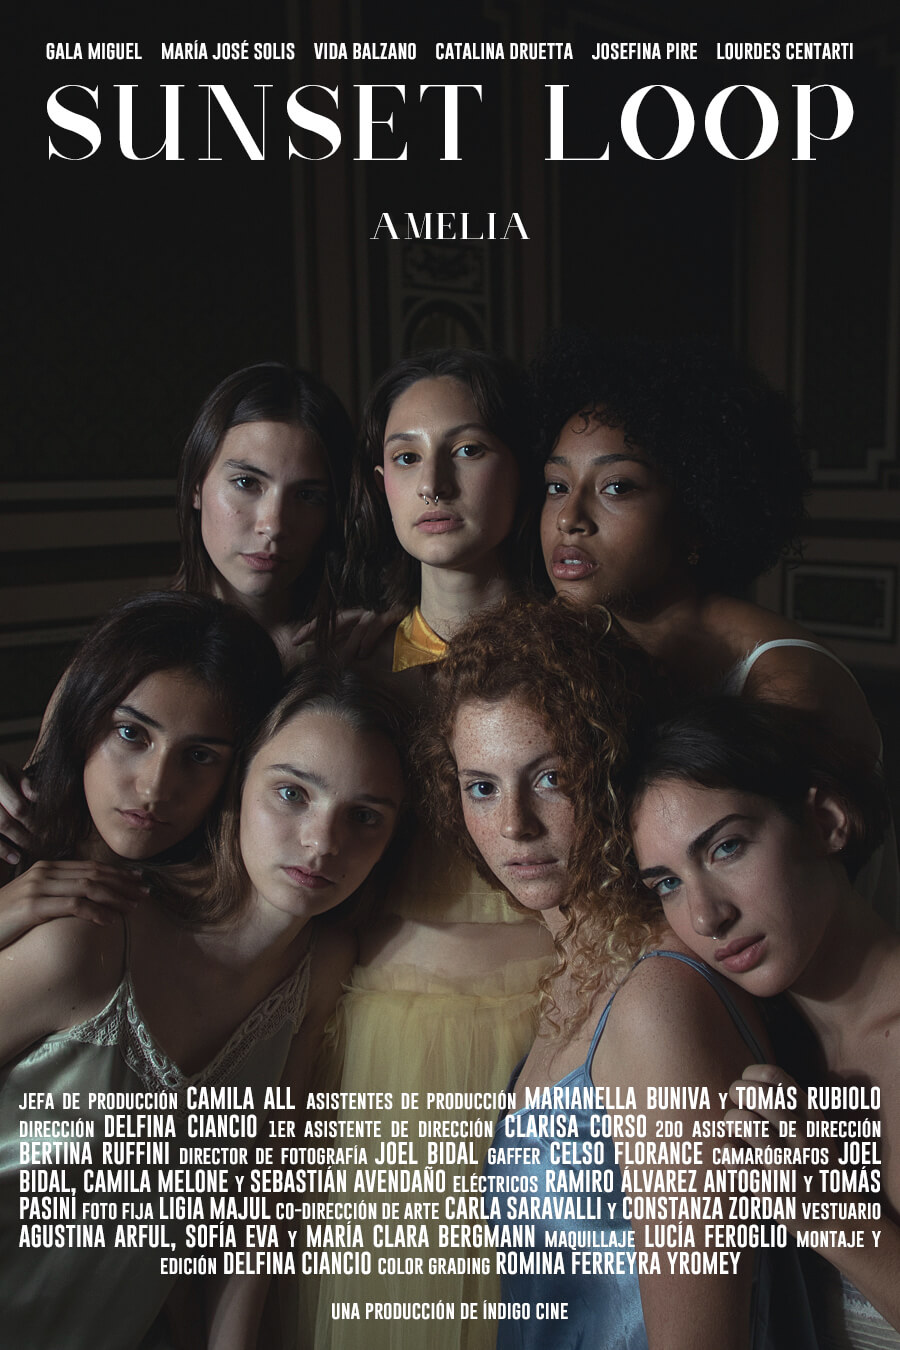 GALA MIGUEL MARÍA JOSÉ SOLIS VIDA BALZANO CATALINA DRUETTA JOSEFINA PIRE LOURDES CENTARTI
SUNSET LOOP
AMELIA
JEFA DE PRODUCCIÓN CAMILA ALL ASISTENTES DE PRODUCCIÓN MARIANELLA BUNIVA Y TOMÁS RUBIOLO
DIRECCIÓN DELFINA CIANCIO 1ER ASISTENTE DE DIRECCIÓN CLARISA CORSO 2DO ASISTENTE DE DIRECCIÓN
BERTINA RUFFINI DIRECTOR DE FOTOGRAFÍA JOEL BIDAL GAFFER CELSO FLORANCE CAMARÓGRAFOS JOEL
BIDAL, CAMILA MELONE Y SEBASTIÁN AVENDAÑO ELÉCTRICOS RAMIRO ÁLVAREZ ANTOGNINI Y TOMÁS
PASINI FOTO FIJA LIGIA MAJUL CO-DIRECCIÓN DE ARTE CARLA SARAVALLI Y CONSTANZA ZORDAN VESTUARIO
AGUSTINA ARFUL, SOFÍA EVA Y MARÍA CLARA BERGMANN MAQUILLAJE LUCÍA FEROGLIO MONTAJE Y
EDICIÓN DELFINA CIANCIO COLOR GRADING ROMINA FERREYRA YROMEY
UNA PRODUCCIÓN DE ÍNDIGO CINE